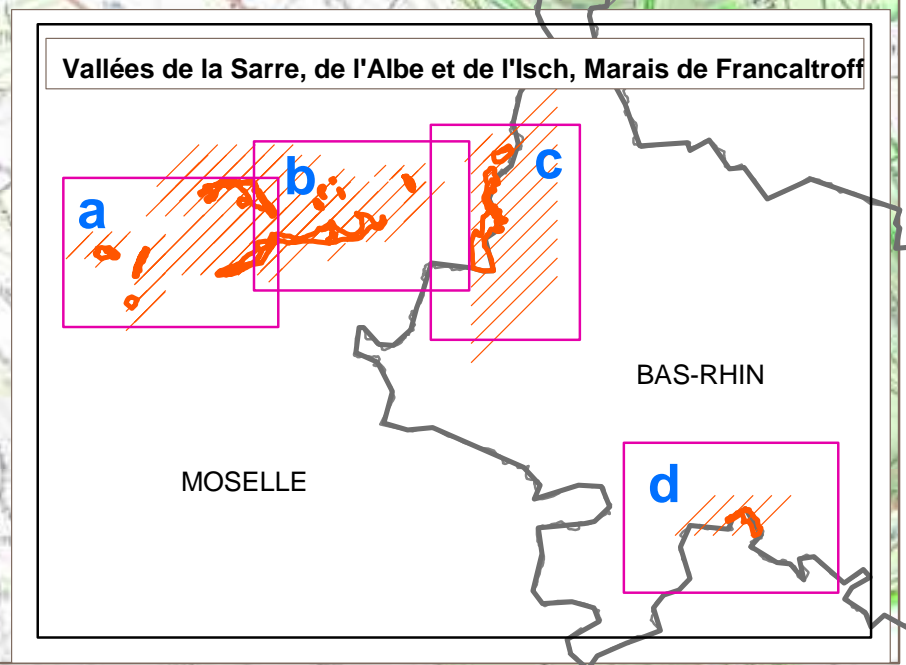 Vallées de la Sarre, de l'Albe et de l'Isch, Marais de Francaltroff
a
b
c
BAS-RHIN
MOSELLE
d